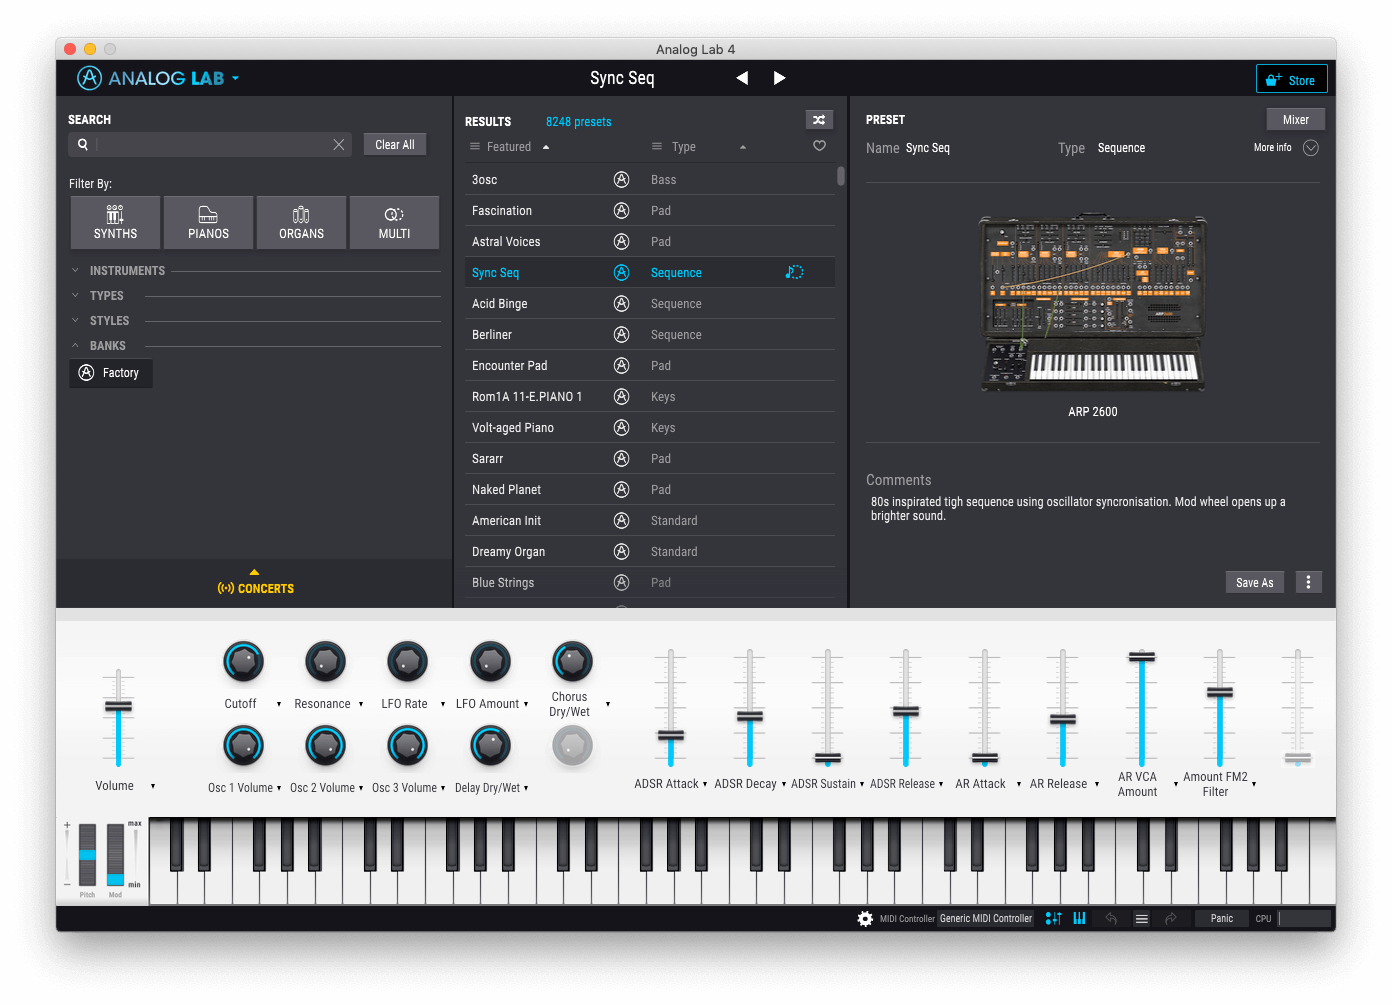 Analog Lab 4
ANALOG LAB
Sync Seq
Store
SEARCH
Clear All
Filter By:
SYNTHS
PIANOS
ORGANS
MULTI
INSTRUMENTS
TYPES
STYLES
BANKS
Factory
CONCERTS
RESULTS 8248 presets
Featured Type
3osc Bass
Fascination Pad
Astral Voices Pad
Sync Seq Sequence
Acid Binge Sequence
Berliner Sequence
Encounter Pad Pad
Rom1A 11-E.PIANO 1 Keys
Volt-aged Piano Keys
Sararr Pad
Naked Planet Pad
American Init Standard
Dreamy Organ Standard
Blue Strings Pad
PRESET
Mixer
Name Sync Seq Type Sequence More info
ARP 2600
Comments
80s inspirated tigh sequence using oscillator syncronisation. Mod wheel opens up a
brighter sound.
Save As
Volume
Cutoff Resonance LFO Rate LFO Amount Chorus
Dry/Wet
Osc 1 Volume Osc 2 Volume Osc 3 Volume Delay Dry/Wet
ADSR Attack ADSR Decay ADSR Sustain ADSR Release AR Attack AR Release AR VCA
Amount
Amount FM2
Filter
+
−
Pitch
Mod
max
min
MIDI Controller Generic MIDI Controller
Panic CPU